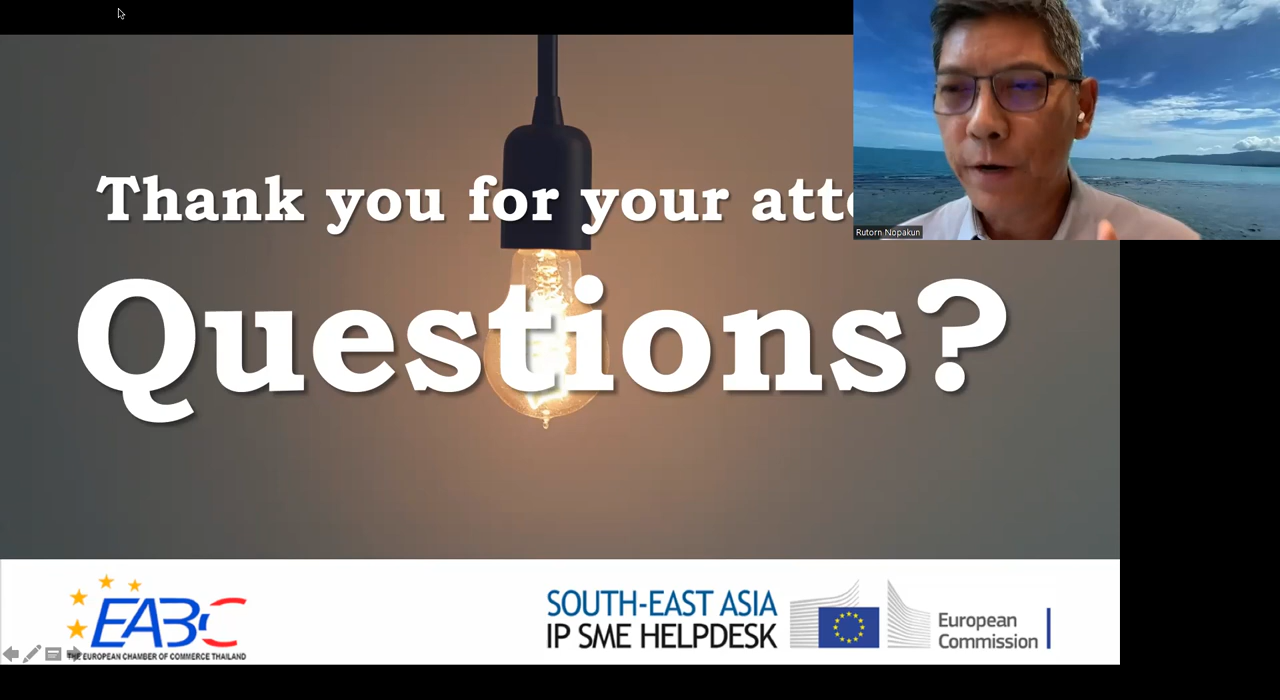 Thank you for your atte
Rutorn Nopakun
Questions?
EABC
THE EUROPEAN CHAMBER OF COMMERCE THAILAND
SOUTH-EAST ASIA
IP SME HELPDESK
European
Commission